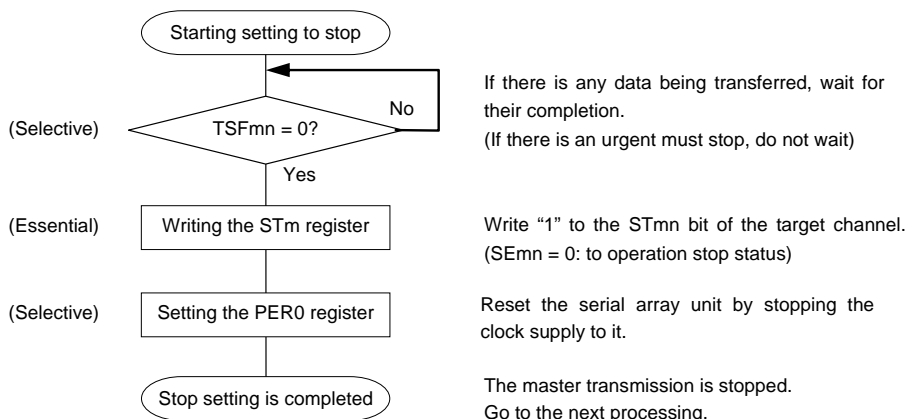 Starting setting to stop
If there is any data being transferred, wait for
their completion.
(If there is an urgent must stop, do not wait)
No
(Selective)
TSFmn = 0?
Yes
(Essential)
Writing the STm register
Write “1” to the STmn bit of the target channel.
(SEmn = 0: to operation stop status)
(Selective)
Setting the PER0 register
Reset the serial array unit by stopping the
clock supply to it.
Stop setting is completed
The master transmission is stopped.
Go to the next processing.